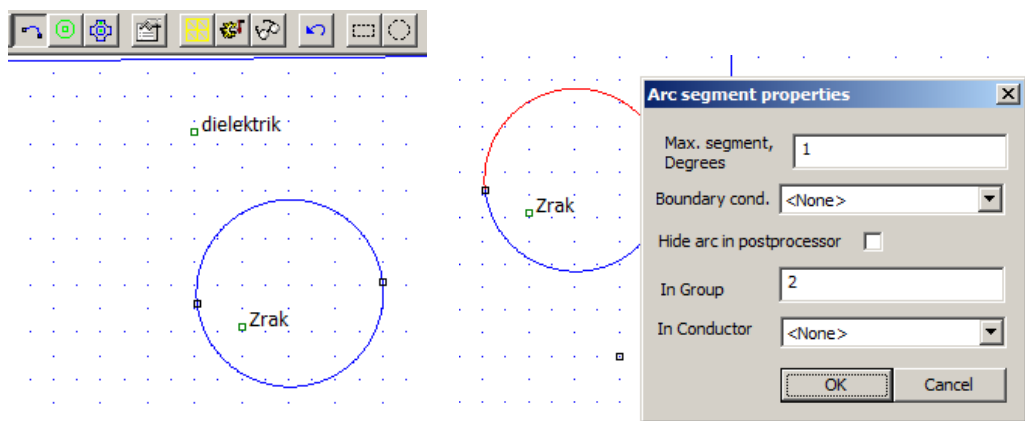 dielektrik
Zrak
Zrak
Arc segment properties
Max. segment,
Degrees
1
Boundary cond.
<None>
Hide arc in postprocessor
In Group
2
In Conductor
<None>
OK
Cancel